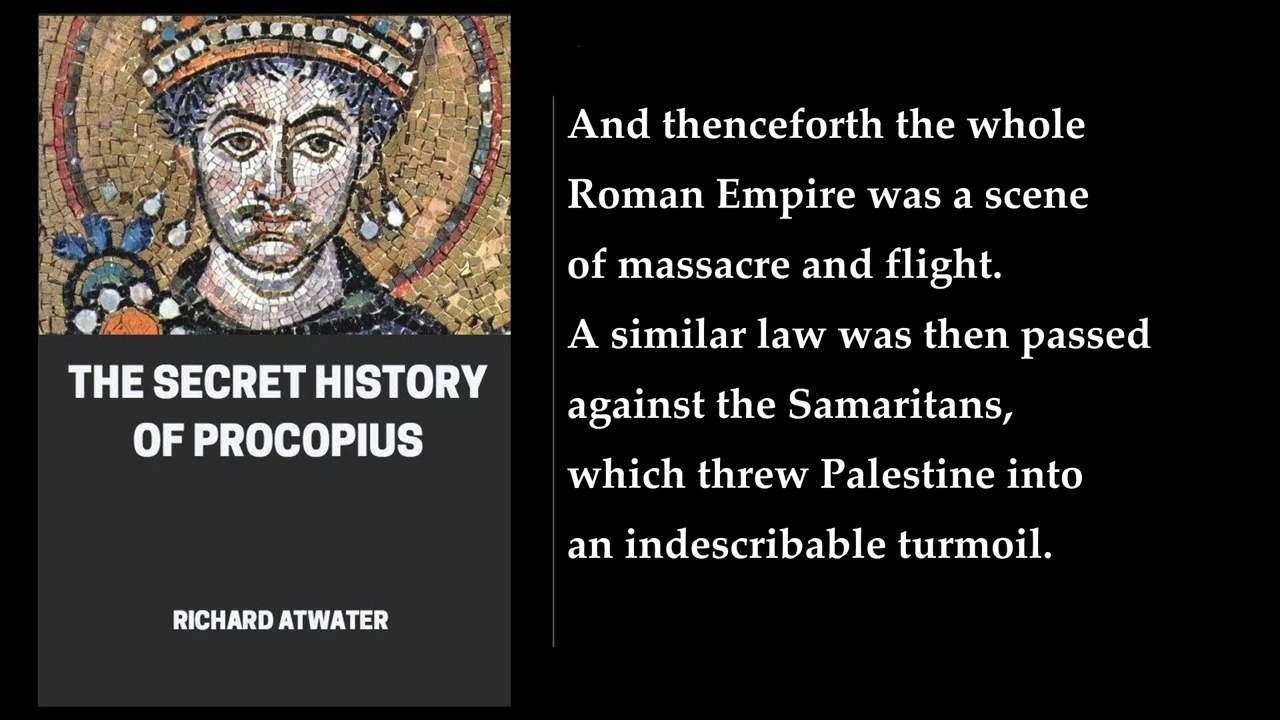 THE SECRET HISTORY
OF PROCOPIUS
RICHARD ATWATER
And thenceforth the whole
Roman Empire was a scene
of massacre and flight.
A similar law was then passed
against the Samaritans,
which threw Palestine into
an indescribable turmoil.